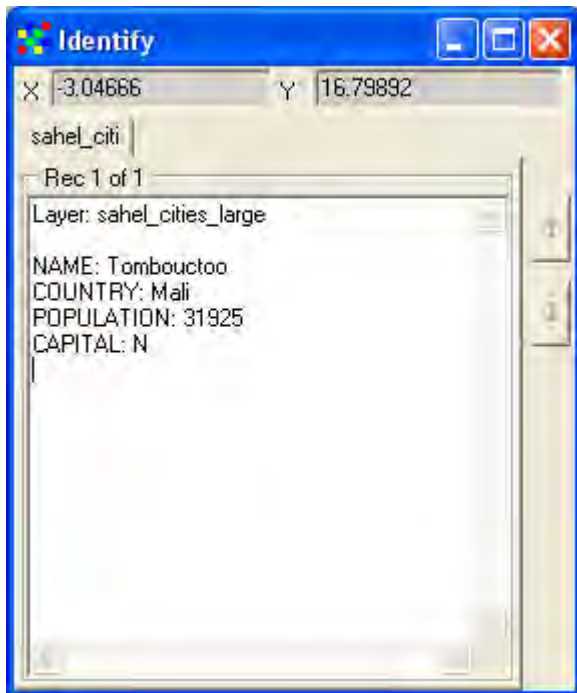 Identify
X -3.04666 Y 16.79892
sahel_citi
Rec 1 of 1
Layer: sahel_cities_large
NAME: Tombouctoo
COUNTRY: Mali
POPULATION: 31925
CAPITAL: N